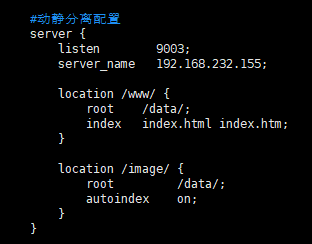 #动静分离配置
server {
    listen        9003;
    server_name   192.168.232.155;

    location /www/ {
        root    /data/;
        index   index.html index.htm;
    }

    location /image/ {
        root         /data/;
        autoindex    on;
    }
}